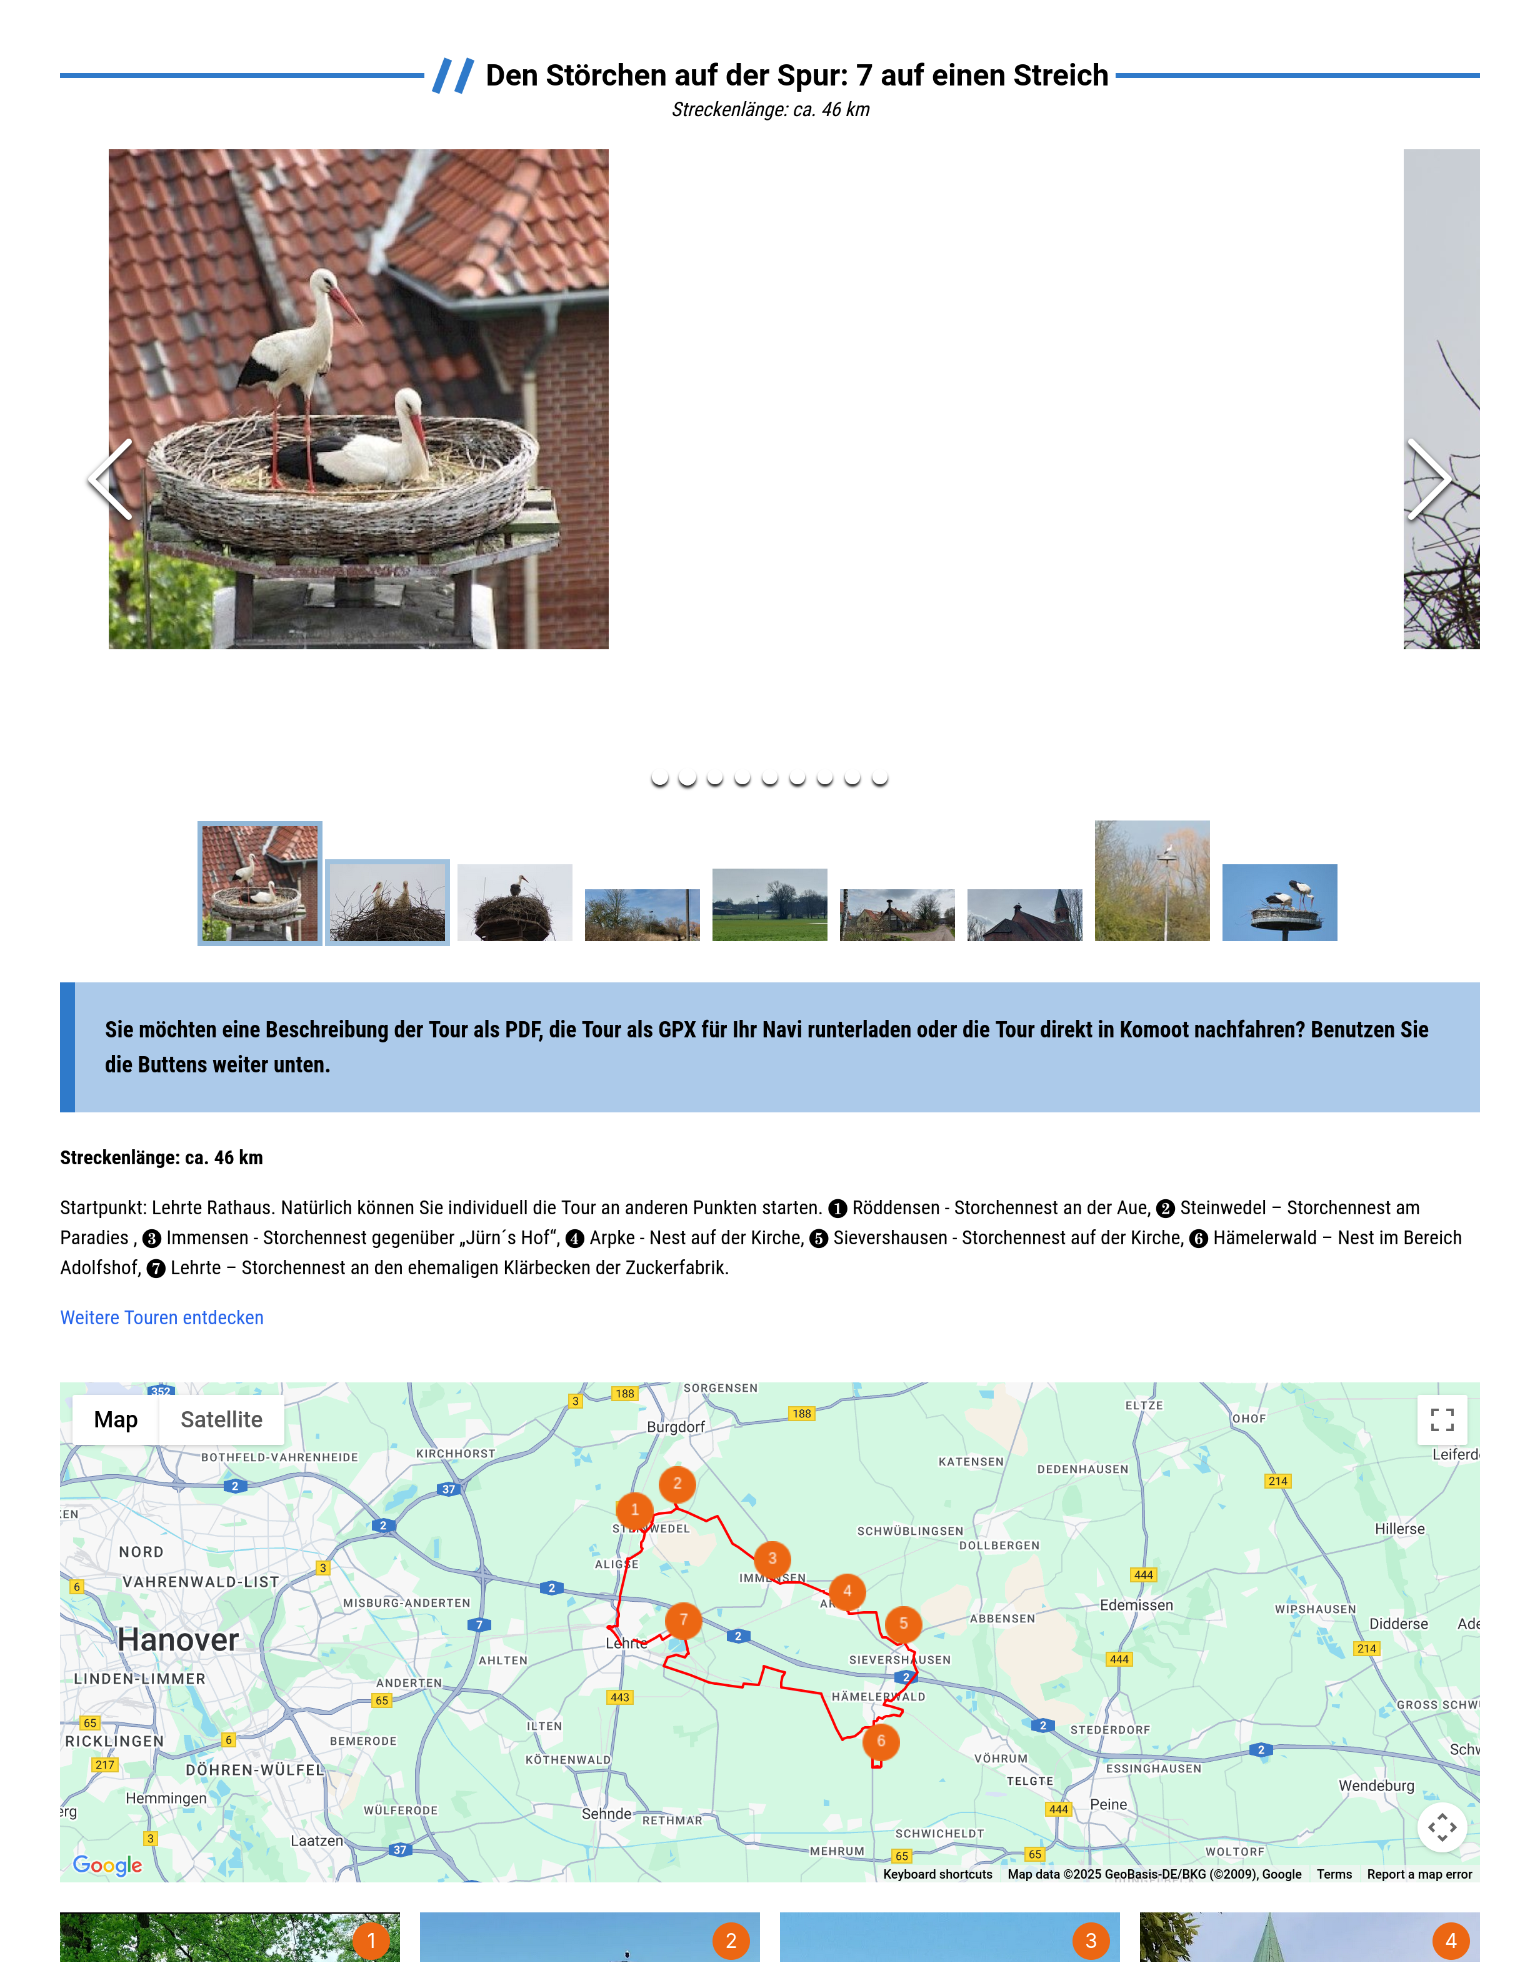 Den Störchen auf der Spur: 7 auf einen Streich
Streckenlänge: ca. 46 km
Sie möchten eine Beschreibung der Tour als PDF, die Tour als GPX für Ihr Navi runterladen oder die Tour direkt in Komoot nachfahren? Benutzen Sie
die Buttens weiter unten.
Streckenlänge: ca. 46 km
Startpunkt: Lehrte Rathaus. Natürlich können Sie individuell die Tour an anderen Punkten starten. ❶ Röddensen - Storchennest an der Aue, ❷ Steinwedel – Storchennest am
Paradies , ❸ Immensen - Storchennest gegenüber „Jürn´s Hof“, ❹ Arpke - Nest auf der Kirche, ❺ Sievershausen - Storchennest auf der Kirche, ❻ Hämelerwald – Nest im Bereich
Adolfshof, ❼ Lehrte – Storchennest an den ehemaligen Klärbecken der Zuckerfabrik.
Weitere Touren entdecken
352
Map
Satellite
SORGENSEN
188
3
188
Burgdorf
ELTZE
OHOF
BOTHFELD-VAHRENHEIDE
KIRCHHORST
Leiferd
KATENSEN
DEDENHAUSEN
2
37
2
214
KEN
1
2
STEINWEDEL
SCHWÜBLINGSEN
Hillerse
NORD
DOLLBERGEN
3
3
ALIGSE
6
VAHRENWALD-LIST
IMMENSEN
444
2
4
MISBURG-ANDERTEN
Edemissen
WIPSHAUSEN
7
7
5
ABBENSEN
Didderse
Ade
Hanover
2
Lehrte
214
AHLTEN
SIEVERSHAUSEN
444
LINDEN-LIMMER
ANDERTEN
2
65
443
HÄMELERWALD
GROSS SCHWÜ
65
6
ILTEN
2
STEDERDORF
RICKLINGEN
BEMERODE
6
2
Schw
217
DÖHREN-WÜLFEL
KÖTHENWALD
VÖHRUM
ESSINGHAUSEN
TELGTE
Wendeburg
Hemmingen
erg
WÜLFERODE
Sehnde
RETHMAR
444
Peine
3
Laatzen
37
SCHWICHELDT
MEHRUM
65
65
WOLTORF
Google
Keyboard shortcuts
Map data ©2025 GeoBasis-DE/BKG (©2009), Google
Terms
Report a map error
1
2
3
4